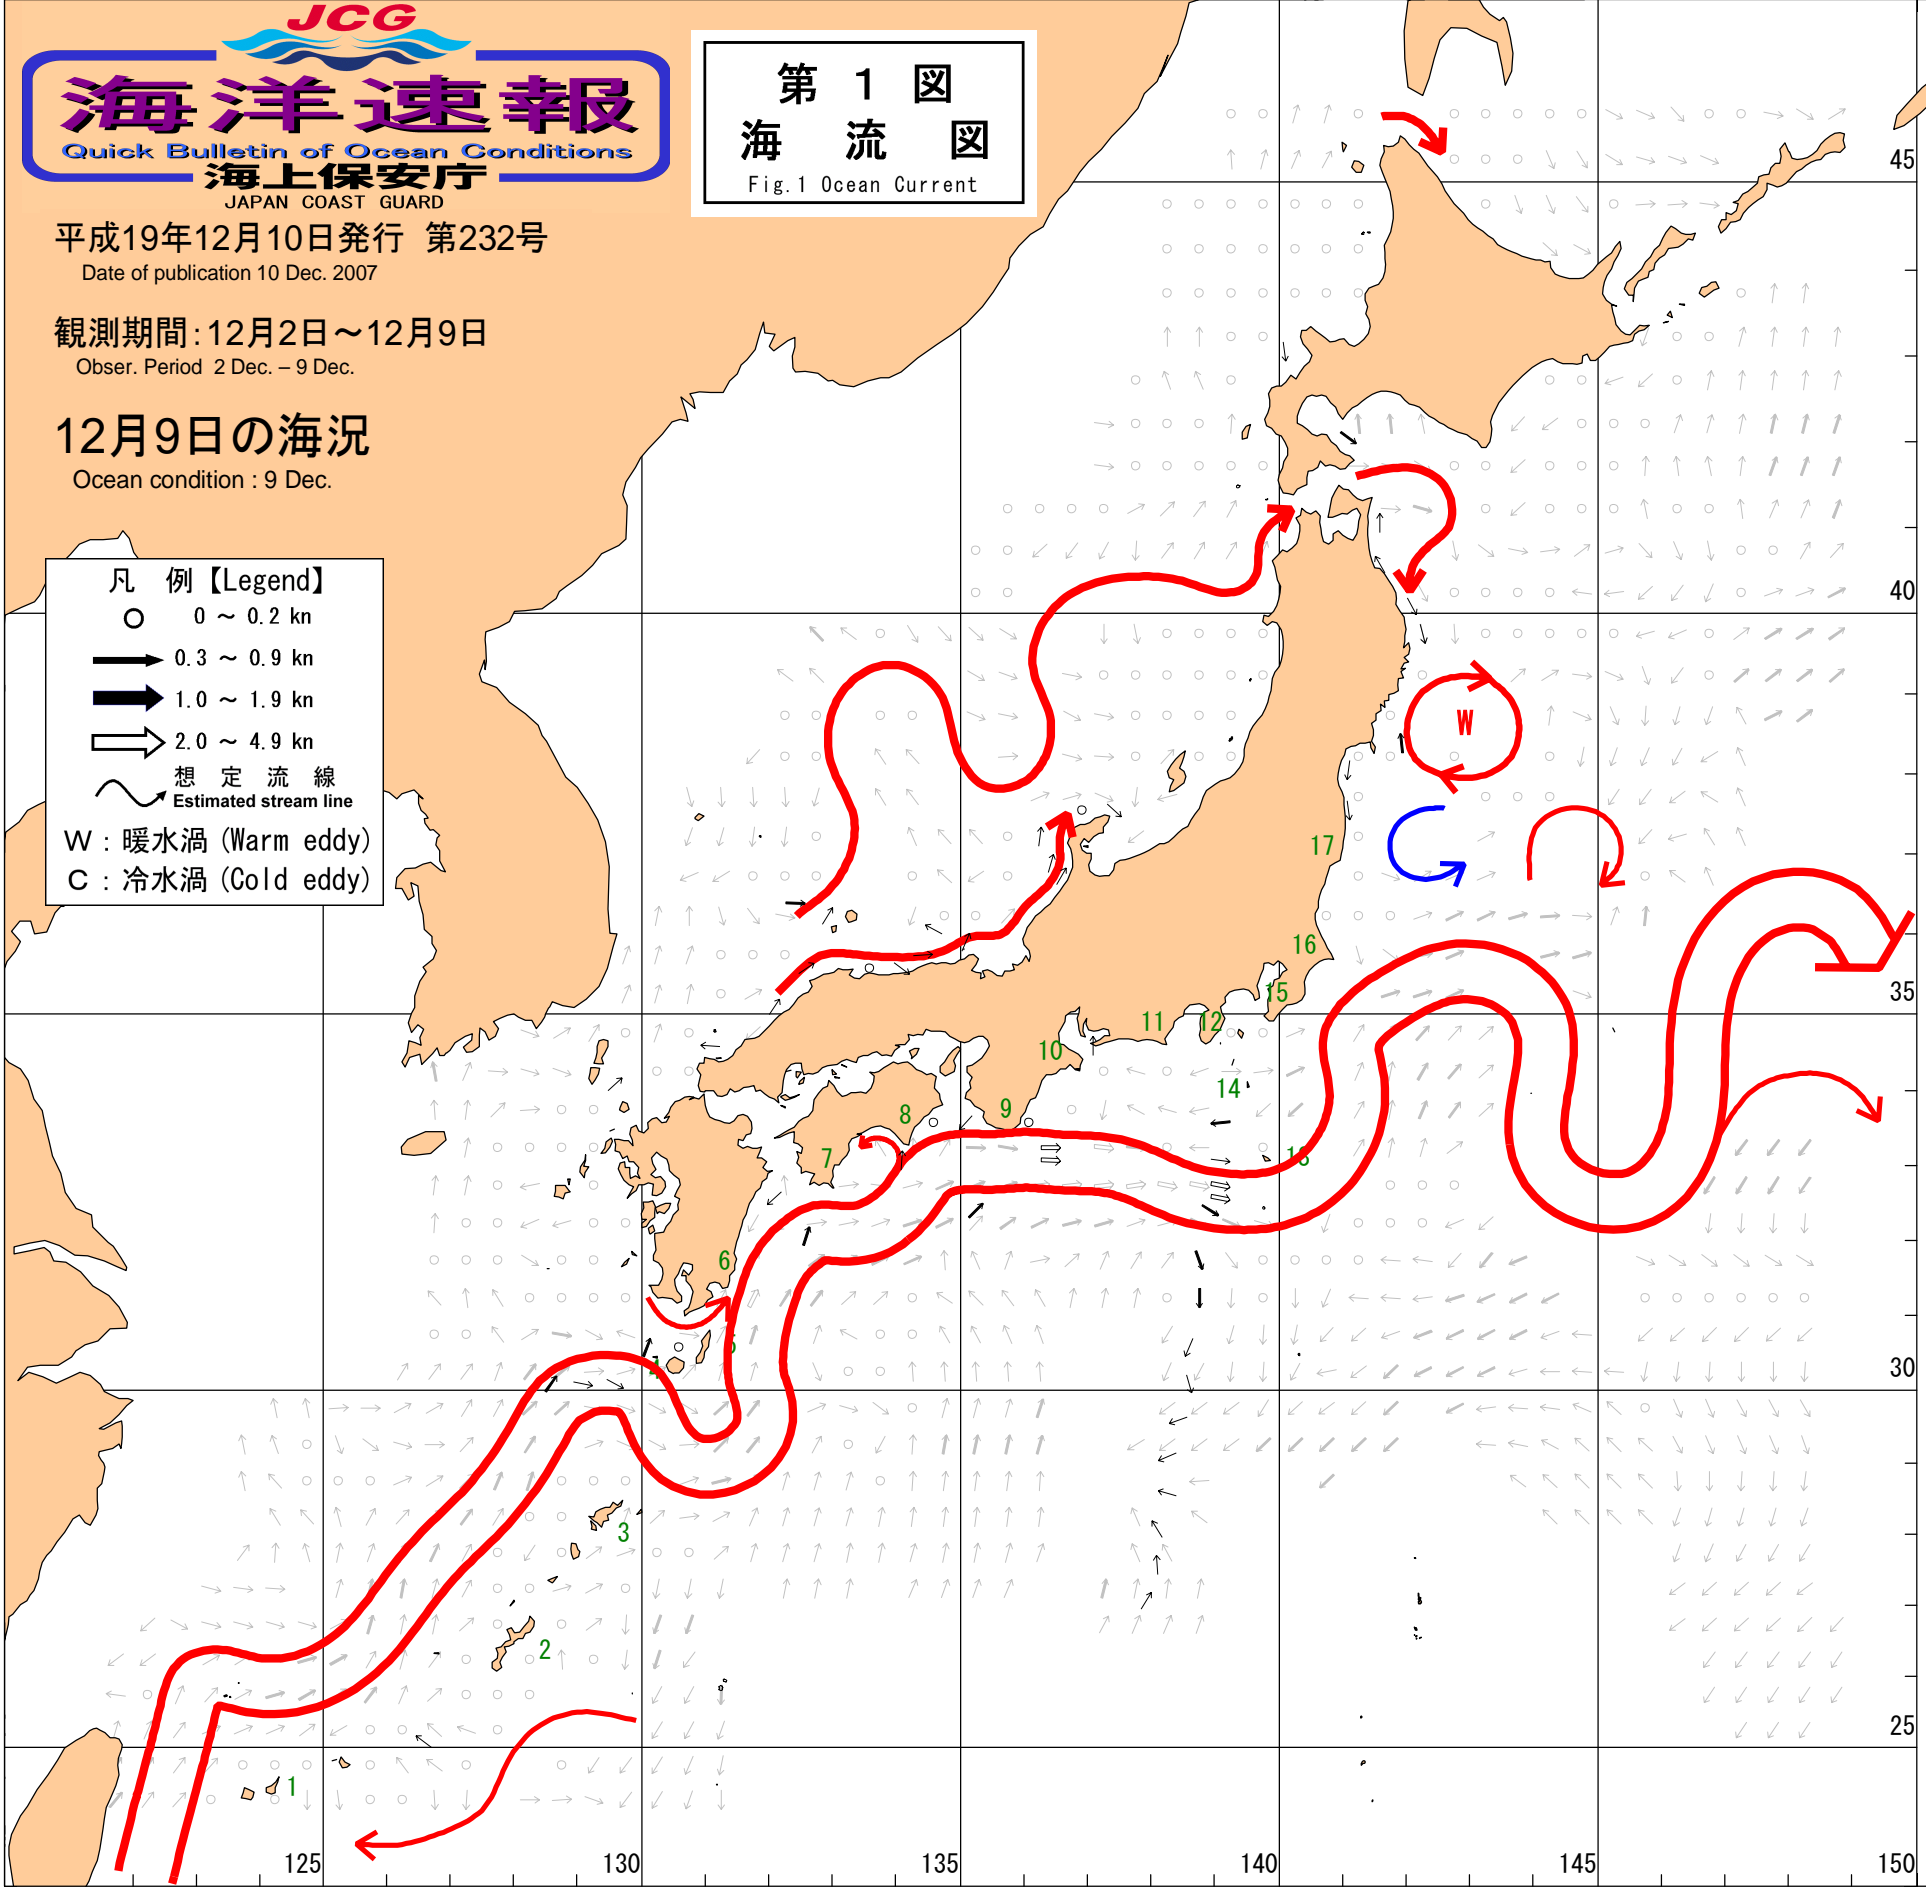 JCG
海洋速報
Quick Bulletin of Ocean Conditions
海上保安庁
JAPAN COAST GUARD
平成19年12月10日発行 第232号
Date of publication 10 Dec. 2007
観測期間:12月2日～12月9日
Obser. Period 2 Dec. – 9 Dec.
12月9日の海況
Ocean condition : 9 Dec.
第 1 図
海 流 図
Fig.1 Ocean Current
凡 例【Legend】
0 ～ 0.2 kn
0.3 ～ 0.9 kn
1.0 ～ 1.9 kn
2.0 ～ 4.9 kn
想 定 流 線
Estimated stream line
W : 暖水渦 (Warm eddy)
C : 冷水渦 (Cold eddy)
45
40
W
17
16
35
15
12
11
10
14
9
8
13
7
6
5
4
30
3
2
25
1
125
130
135
140
145
150